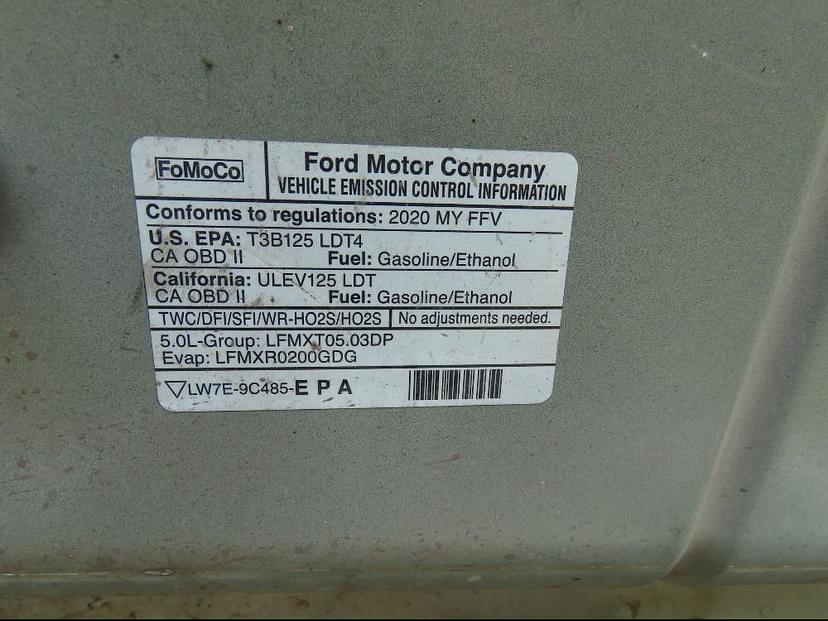 FoMoCo
Ford Motor Company
VEHICLE EMISSION CONTROL INFORMATION
Conforms to regulations: 2020 MY FFV
U.S. EPA: T3B125 LDT4
CA OBD II Fuel: Gasoline/Ethanol
California: ULEV125 LDT
CA OBD II Fuel: Gasoline/Ethanol
TWC/DFI/SFI/WR-HO2S/HO2S No adjustments needed.
5.0L-Group: LFMXT05.03DP
Evap: LFMXR0200GDG
LW7E-9C485-E P A